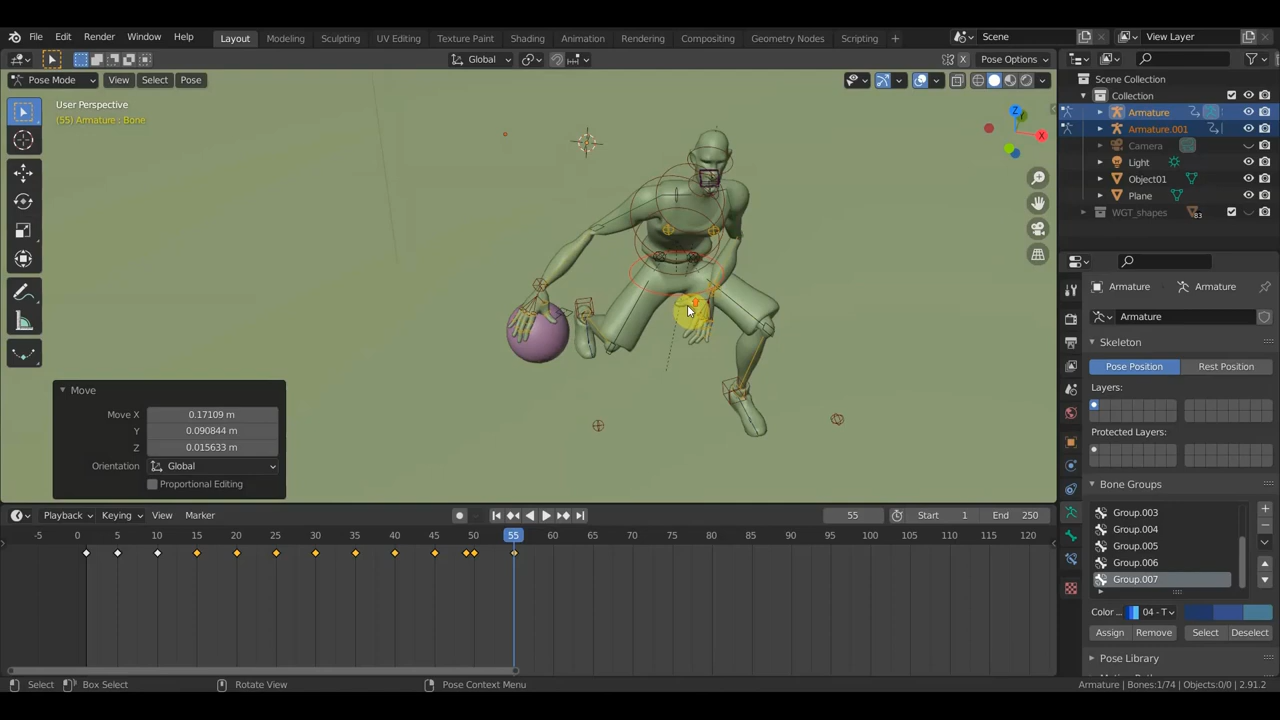 File Edit Render Window Help Layout Modeling Sculpting UV Editing Texture Paint Shading Animation Rendering Compositing Geometry Nodes Scripting + Scene View Layer
Global Pose Options
Pose Mode View Select Pose
User Perspective
(55) Armature : Bone
Z
X
Move
Move X 0.17109 m
Y 0.090844 m
Z 0.015633 m
Orientation Global
Proportional Editing
Scene Collection
Collection
Armature
Armature.001
Camera
Light
Object01
Plane
WGT_shapes 83
Armature Armature
Armature
Skeleton
Pose Position Rest Position
Layers:
Protected Layers:
Bone Groups
Group.003
Group.004
Group.005
Group.006
Group.007
Color ... 04 - T
Assign Remove Select Deselect
Pose Library
Playback Keying View Marker 55 Start 1 End 250
-5 0 5 10 15 20 25 30 35 40 45 50 55 60 65 70 75 80 85 90 95 100 105 110 115 120
Select Box Select Rotate View Pose Context Menu Armature | Bones:1/74 | Objects:0/0 | 2.91.2